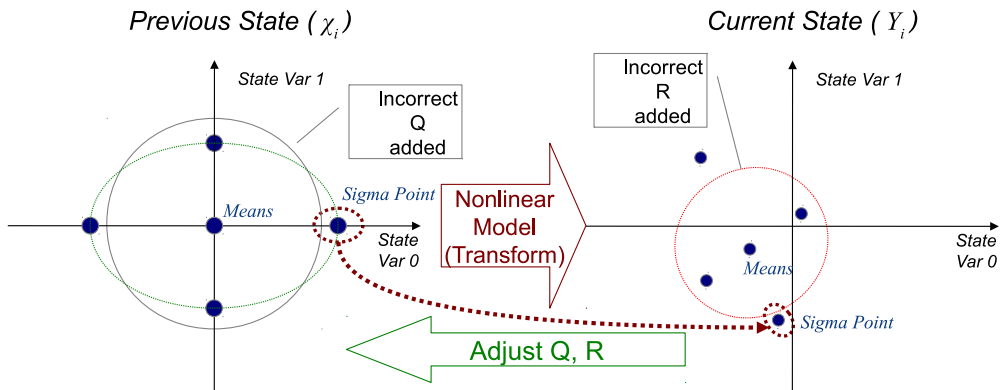 Previous State ( χi )
Current State ( Yi )
State Var 1
Incorrect
Q
added
Incorrect
R
added
State Var 1
Means
Sigma Point
State
Var 0
Nonlinear
Model
(Transform)
State
Var 0
Means
Sigma Point
Adjust Q, R